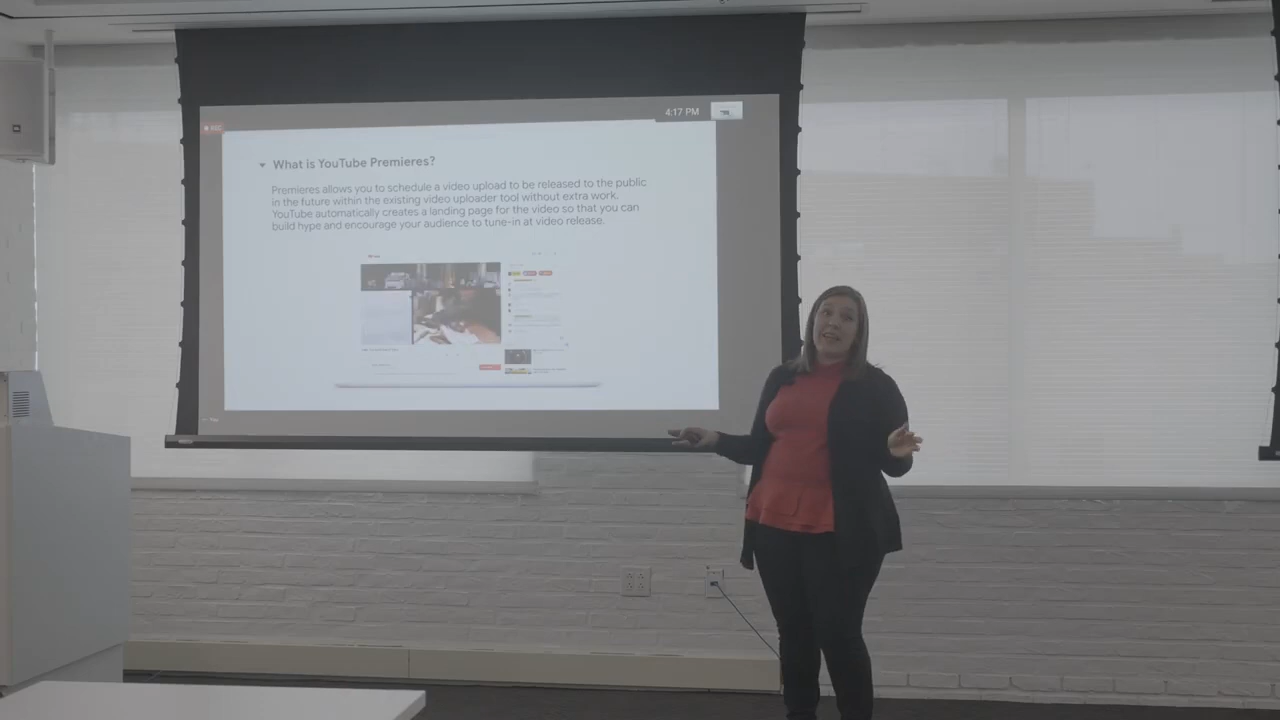 4:17 PM
REC
What is YouTube Premieres?
Premieres allows you to schedule a video upload to be released to the public
in the future within the existing video uploader tool without extra work.
YouTube automatically creates a landing page for the video so that you can
build hype and encourage your audience to tune-in at video release.